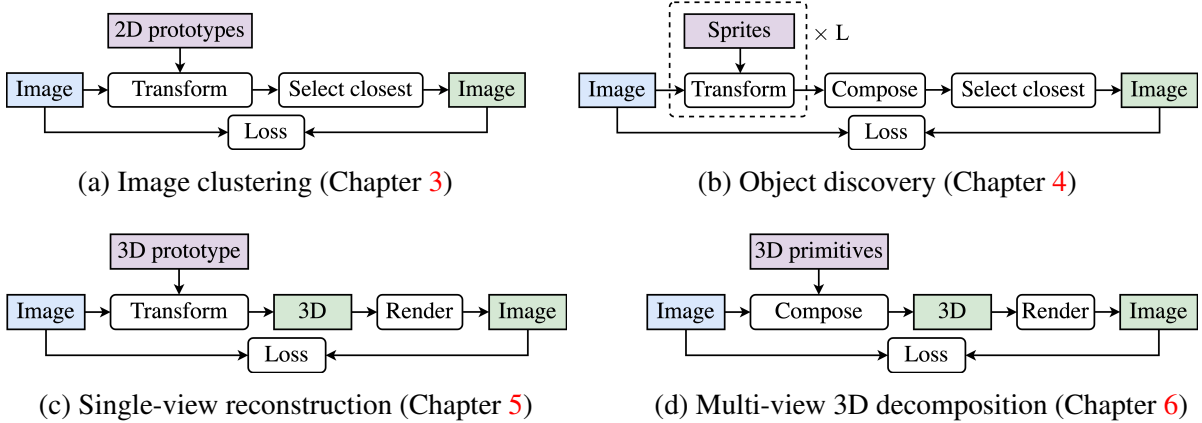 2D prototypes
Image
Transform
Select closest
Image
Loss
(a) Image clustering (Chapter 3)
Sprites
× L
Image
Transform
Compose
Select closest
Image
Loss
(b) Object discovery (Chapter 4)
3D prototype
Image
Transform
3D
Render
Image
Loss
(c) Single-view reconstruction (Chapter 5)
3D primitives
Image
Compose
3D
Render
Image
Loss
(d) Multi-view 3D decomposition (Chapter 6)